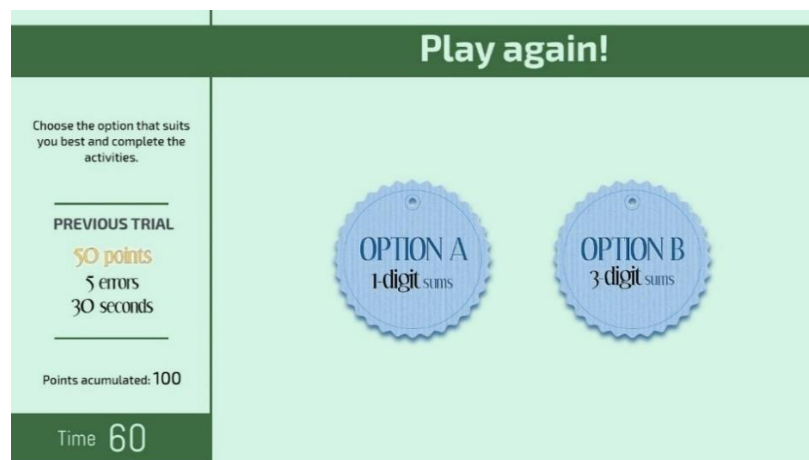 Play again!
Choose the option that suits
you best and complete the
activities.
PREVIOUS TRIAL
50 points
5 errors
30 seconds
Points acumulated: 100
Time 60
OPTION A
1-digit sums
OPTION B
3-digit sums